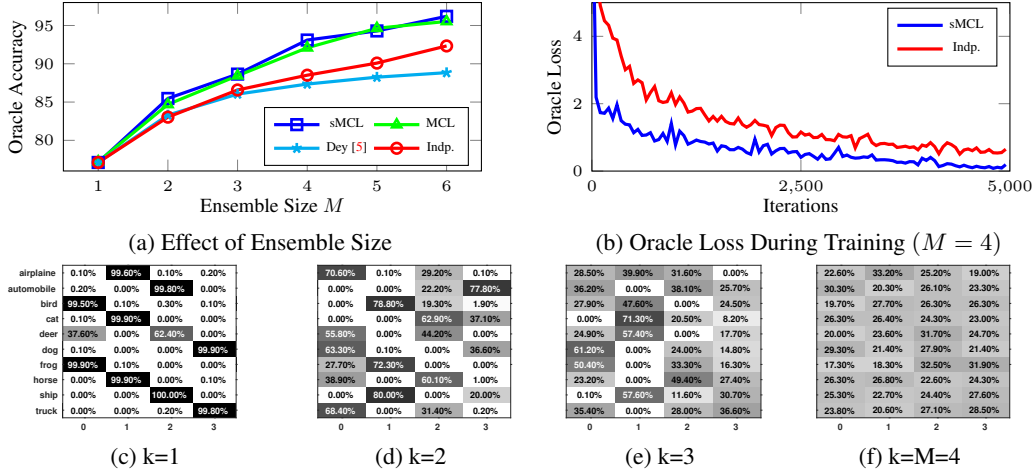 95
90
85
80
Oracle Accuracy
sMCL MCL
Dey [5] Indp.
1 2 3 4 5 6
Ensemble Size M
(a) Effect of Ensemble Size
4
2
0
Oracle Loss
sMCL
Indp.
0 2,500 5,000
Iterations
(b) Oracle Loss During Training (M = 4)
airplaine 0.10% 99.60% 0.10% 0.20%
automobile 0.20% 0.00% 99.80% 0.00%
bird 99.50% 0.10% 0.30% 0.10%
cat 0.10% 99.90% 0.00% 0.00%
deer 37.60% 0.00% 62.40% 0.00%
dog 0.10% 0.00% 0.00% 99.90%
frog 99.90% 0.10% 0.00% 0.00%
horse 0.00% 99.90% 0.00% 0.10%
ship 0.00% 0.00% 100.00% 0.00%
truck 0.00% 0.00% 0.20% 99.80%
0 1 2 3
(c) k=1
70.60% 0.10% 29.20% 0.10%
0.00% 0.00% 22.20% 77.80%
0.00% 78.80% 19.30% 1.90%
0.00% 0.00% 62.90% 37.10%
55.80% 0.00% 44.20% 0.00%
63.30% 0.10% 0.00% 36.60%
27.70% 72.30% 0.00% 0.00%
38.90% 0.00% 60.10% 1.00%
0.00% 80.00% 0.00% 20.00%
68.40% 0.00% 31.40% 0.20%
0 1 2 3
(d) k=2
28.50% 39.90% 31.60% 0.00%
36.20% 0.00% 38.10% 25.70%
27.90% 47.60% 0.00% 24.50%
0.00% 71.30% 20.50% 8.20%
24.90% 57.40% 0.00% 17.70%
61.20% 0.00% 24.00% 14.80%
50.40% 0.00% 33.30% 16.30%
23.20% 0.00% 49.40% 27.40%
0.10% 57.60% 11.60% 30.70%
35.40% 0.00% 28.00% 36.60%
0 1 2 3
(e) k=3
22.60% 33.20% 25.20% 19.00%
30.30% 20.30% 26.10% 23.30%
19.70% 27.70% 26.30% 26.30%
26.30% 26.40% 24.30% 23.00%
20.00% 23.60% 31.70% 24.70%
29.30% 21.40% 27.90% 21.40%
17.30% 18.30% 32.50% 31.90%
26.30% 26.80% 22.60% 24.30%
25.30% 22.70% 24.40% 27.60%
23.80% 20.60% 27.10% 28.50%
0 1 2 3
(f) k=M=4